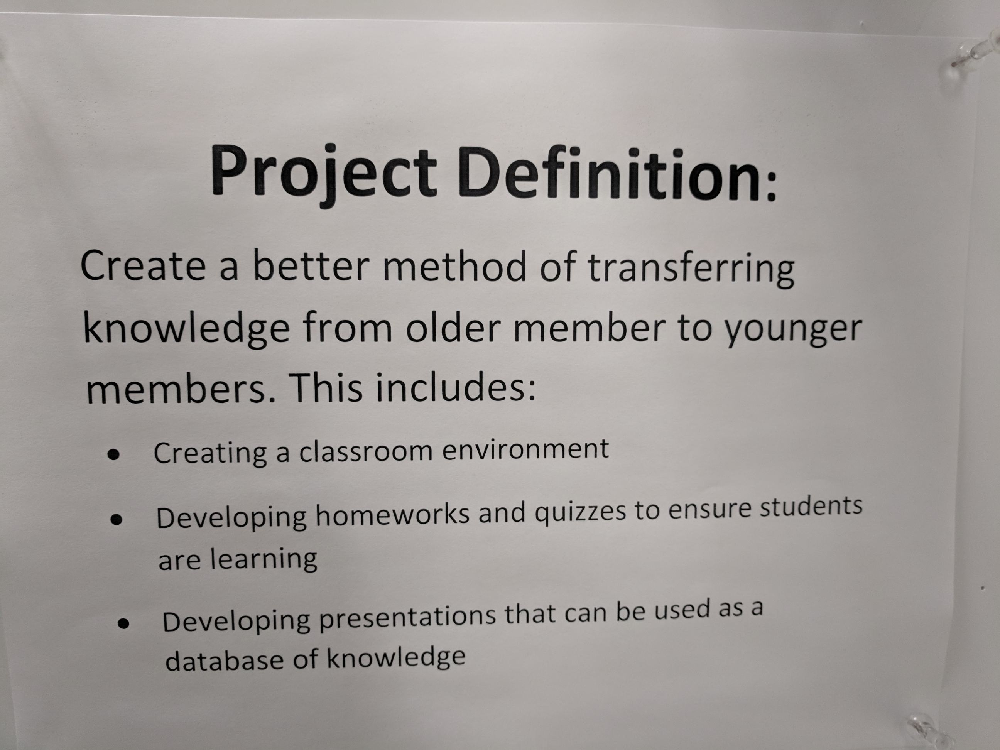 Project Definition:
Create a better method of transferring
knowledge from older member to younger
members. This includes:
• Creating a classroom environment
• Developing homeworks and quizzes to ensure students
are learning
• Developing presentations that can be used as a
database of knowledge